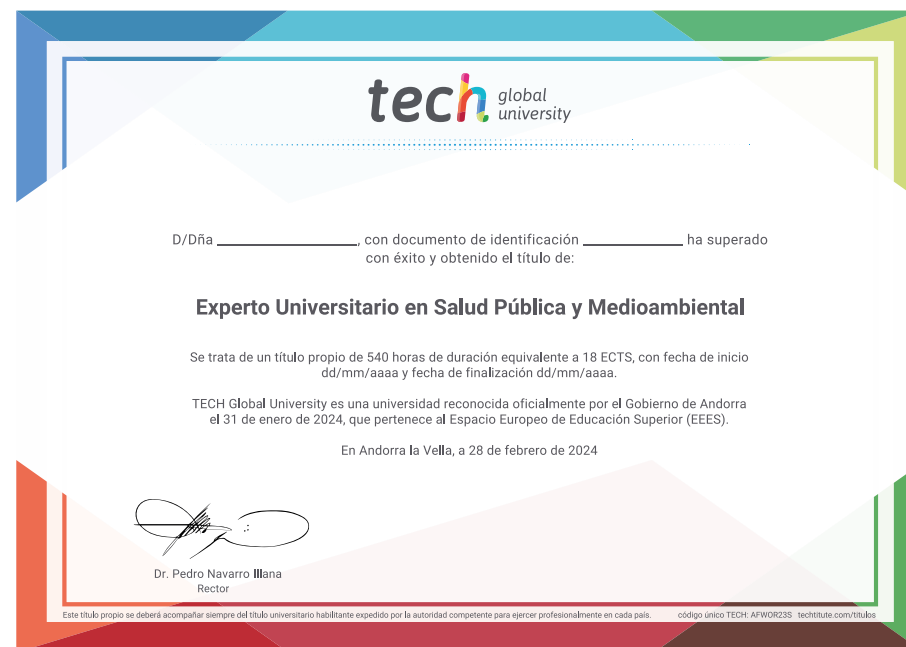 tech global university
D/Dña ____________________, con documento de identificación ______________ ha superado
con éxito y obtenido el título de:
Experto Universitario en Salud Pública y Medioambiental
Se trata de un título propio de 540 horas de duración equivalente a 18 ECTS, con fecha de inicio
dd/mm/aaaa y fecha de finalización dd/mm/aaaa.
TECH Global University es una universidad reconocida oficialmente por el Gobierno de Andorra
el 31 de enero de 2024, que pertenece al Espacio Europeo de Educación Superior (EEES).
En Andorra la Vella, a 28 de febrero de 2024
Dr. Pedro Navarro Illana
Rector
Este título propio se deberá acompañar siempre del título universitario habilitante expedido por la autoridad competente para ejercer profesionalmente en cada país. código único TECH: AFWOR23S techtitute.com/titulos